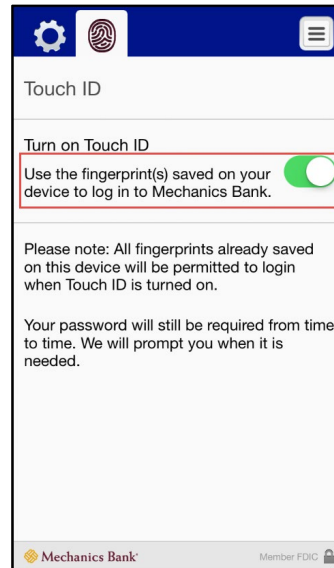 Touch ID
Turn on Touch ID
Use the fingerprint(s) saved on your
device to log in to Mechanics Bank.
Please note: All fingerprints already saved
on this device will be permitted to login
when Touch ID is turned on.
Your password will still be required from time
to time. We will prompt you when it is
needed.
Mechanics Bank Member FDIC